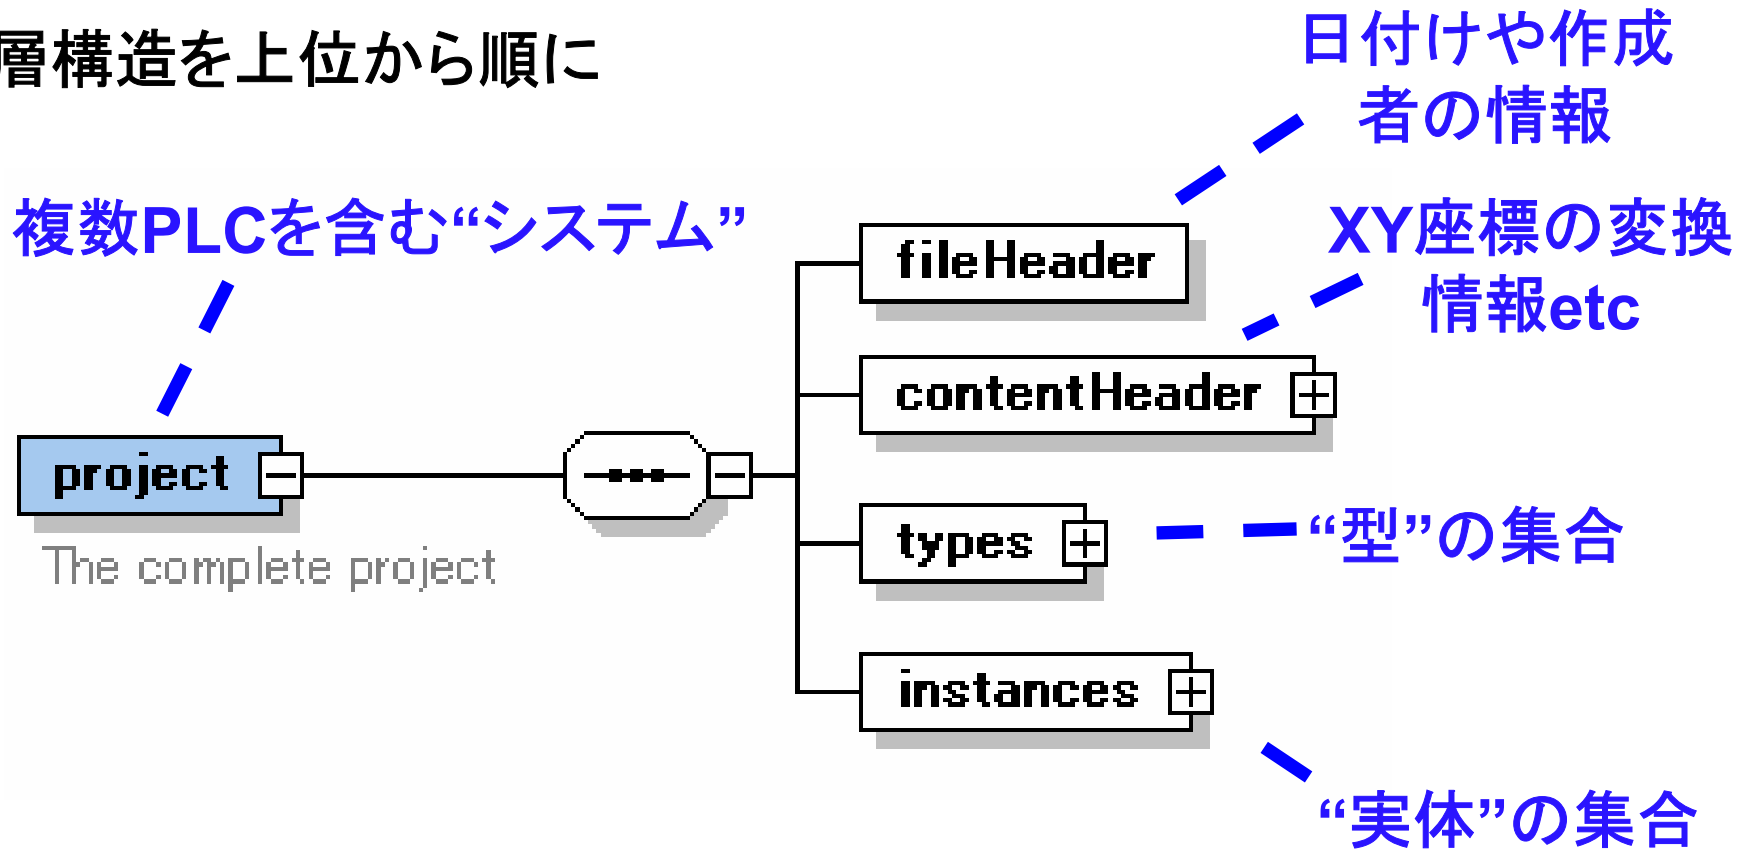 層構造を上位から順に
日付けや作成
者の情報
複数PLCを含む“システム”
XY座標の変換
情報etc
fileHeader
contentHeader
project
The complete project
types
“型”の集合
instances
“実体”の集合